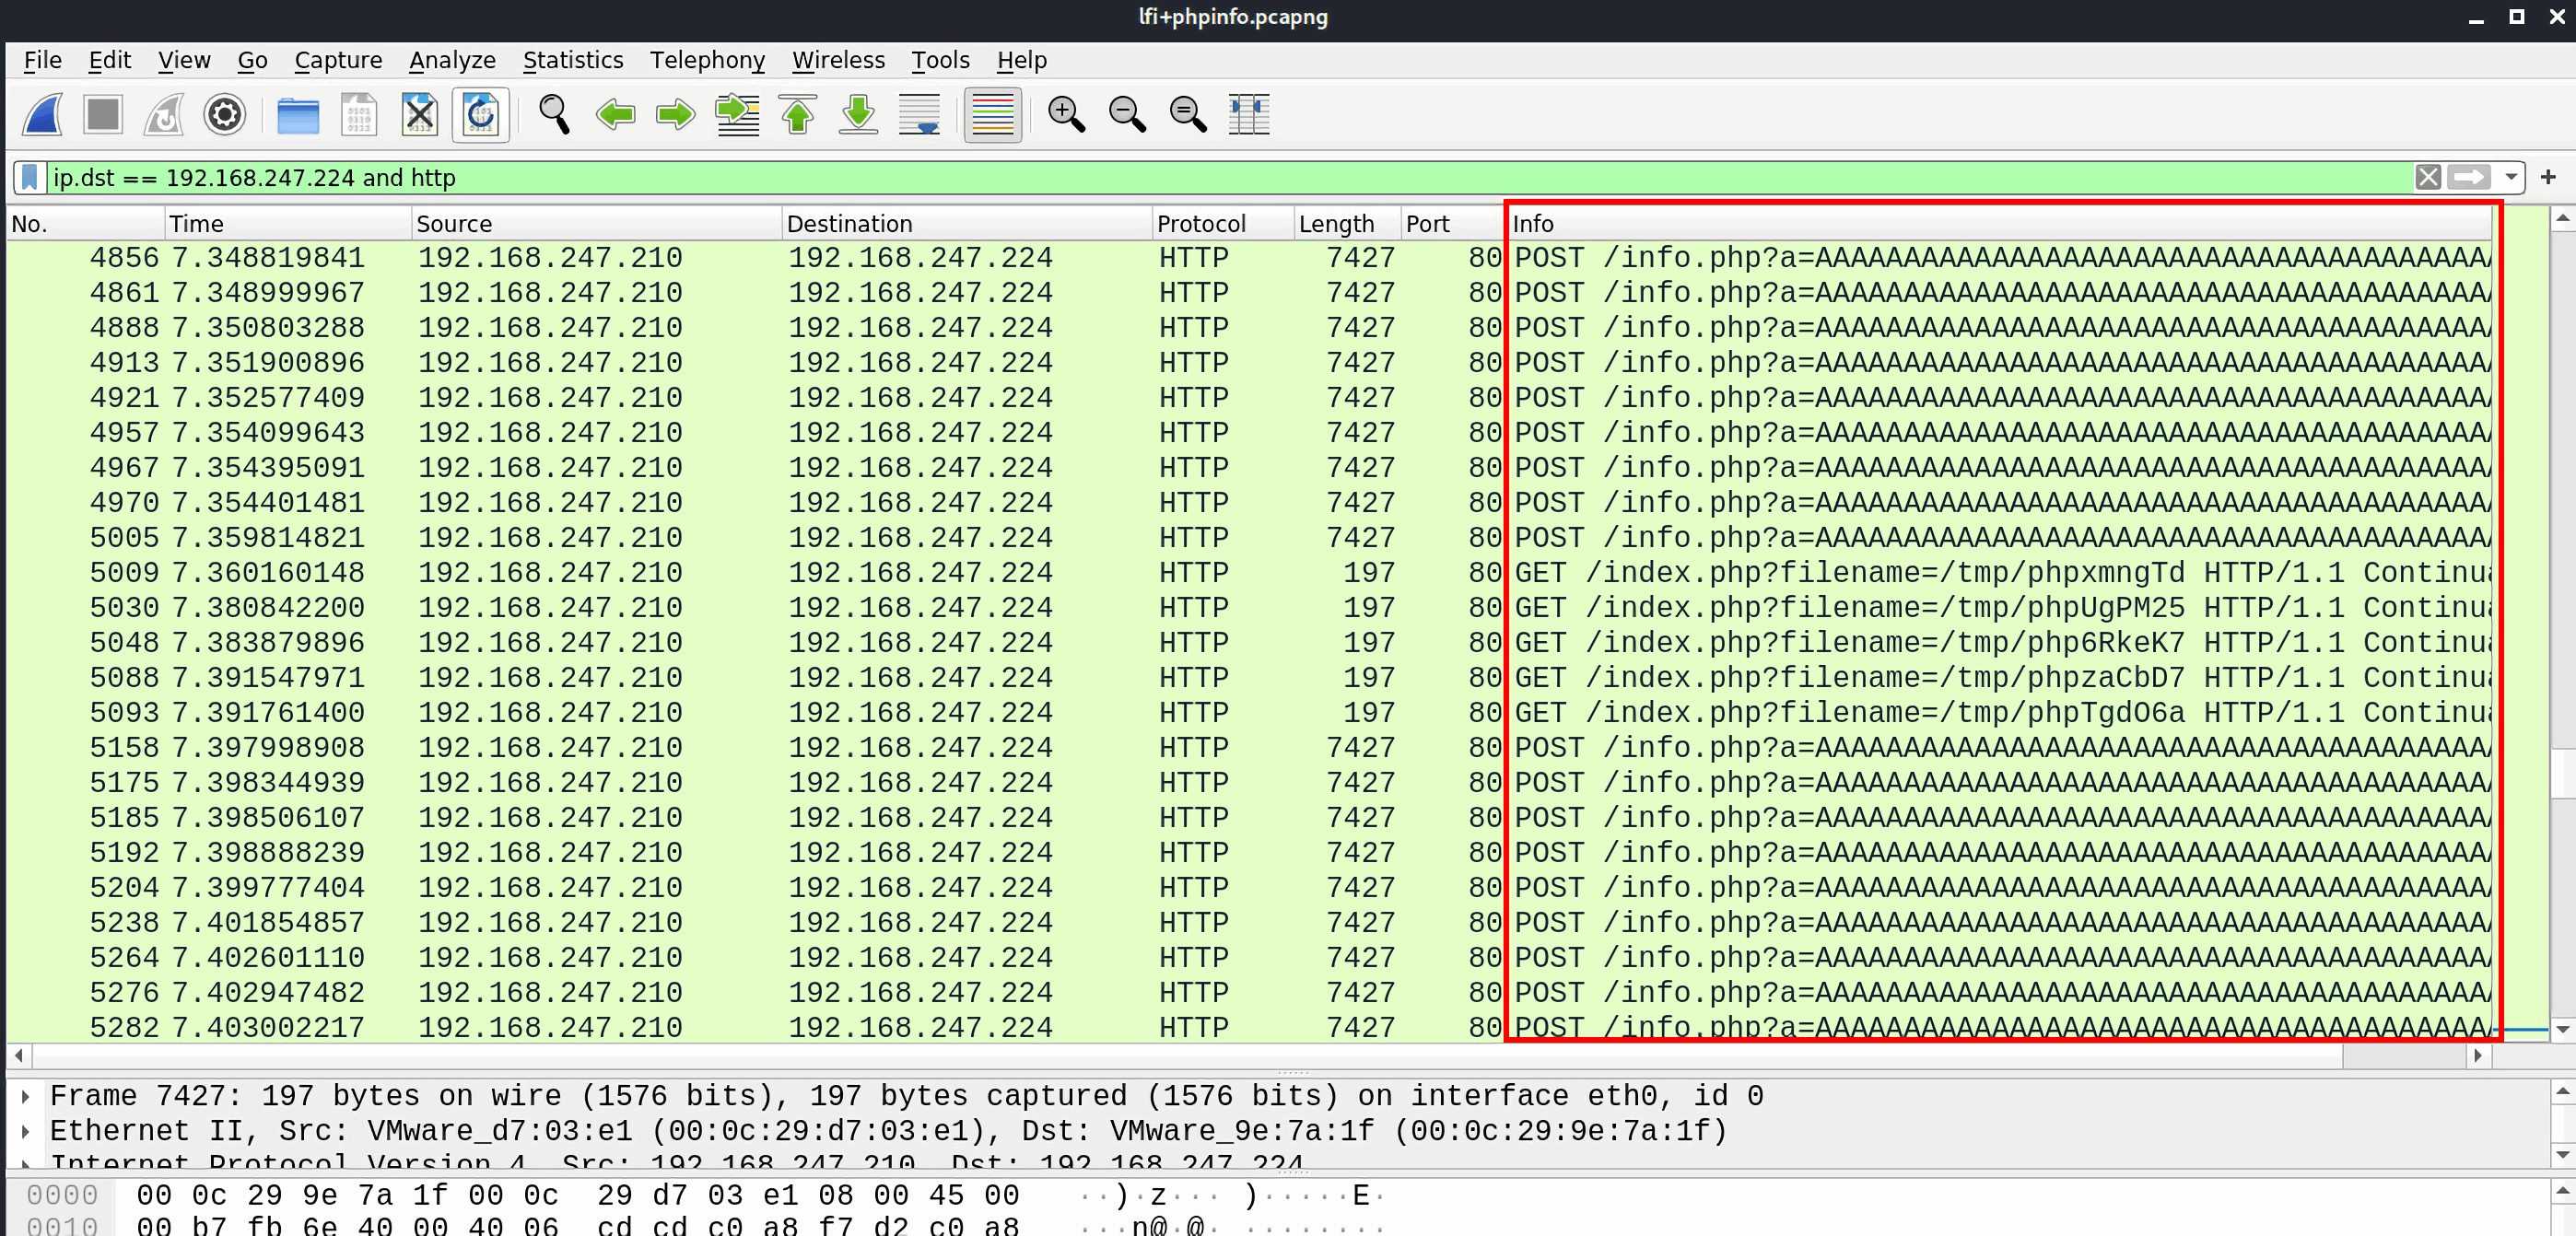 lfi+phpinfo.pcapng
File Edit View Go Capture Analyze Statistics Telephony Wireless Tools Help
ip.dst == 192.168.247.224 and http
No. Time Source Destination Protocol Length Port Info
4856 7.348819841 192.168.247.210 192.168.247.224 HTTP 7427 80 POST /info.php?a=AAAAAAAAAAAAAAAAAAAAAAAAAAAAAAAAAAAAAA
4861 7.348999967 192.168.247.210 192.168.247.224 HTTP 7427 80 POST /info.php?a=AAAAAAAAAAAAAAAAAAAAAAAAAAAAAAAAAAAAAA
4888 7.350803288 192.168.247.210 192.168.247.224 HTTP 7427 80 POST /info.php?a=AAAAAAAAAAAAAAAAAAAAAAAAAAAAAAAAAAAAAA
4913 7.351900896 192.168.247.210 192.168.247.224 HTTP 7427 80 POST /info.php?a=AAAAAAAAAAAAAAAAAAAAAAAAAAAAAAAAAAAAAA
4921 7.352577409 192.168.247.210 192.168.247.224 HTTP 7427 80 POST /info.php?a=AAAAAAAAAAAAAAAAAAAAAAAAAAAAAAAAAAAAAA
4957 7.354099643 192.168.247.210 192.168.247.224 HTTP 7427 80 POST /info.php?a=AAAAAAAAAAAAAAAAAAAAAAAAAAAAAAAAAAAAAA
4967 7.354395091 192.168.247.210 192.168.247.224 HTTP 7427 80 POST /info.php?a=AAAAAAAAAAAAAAAAAAAAAAAAAAAAAAAAAAAAAA
4970 7.354401481 192.168.247.210 192.168.247.224 HTTP 7427 80 POST /info.php?a=AAAAAAAAAAAAAAAAAAAAAAAAAAAAAAAAAAAAAA
5005 7.359814821 192.168.247.210 192.168.247.224 HTTP 7427 80 POST /info.php?a=AAAAAAAAAAAAAAAAAAAAAAAAAAAAAAAAAAAAAA
5009 7.360160148 192.168.247.210 192.168.247.224 HTTP 197 80 GET /index.php?filename=/tmp/phpxmngTd HTTP/1.1 Continua
5030 7.380842200 192.168.247.210 192.168.247.224 HTTP 197 80 GET /index.php?filename=/tmp/phpUgPM25 HTTP/1.1 Continua
5048 7.383879896 192.168.247.210 192.168.247.224 HTTP 197 80 GET /index.php?filename=/tmp/php6RkeK7 HTTP/1.1 Continua
5088 7.391547971 192.168.247.210 192.168.247.224 HTTP 197 80 GET /index.php?filename=/tmp/phpzaCbD7 HTTP/1.1 Continua
5093 7.391761400 192.168.247.210 192.168.247.224 HTTP 197 80 GET /index.php?filename=/tmp/phpTgdO6a HTTP/1.1 Continua
5158 7.397998908 192.168.247.210 192.168.247.224 HTTP 7427 80 POST /info.php?a=AAAAAAAAAAAAAAAAAAAAAAAAAAAAAAAAAAAAAA
5175 7.398344939 192.168.247.210 192.168.247.224 HTTP 7427 80 POST /info.php?a=AAAAAAAAAAAAAAAAAAAAAAAAAAAAAAAAAAAAAA
5185 7.398506107 192.168.247.210 192.168.247.224 HTTP 7427 80 POST /info.php?a=AAAAAAAAAAAAAAAAAAAAAAAAAAAAAAAAAAAAAA
5192 7.398888239 192.168.247.210 192.168.247.224 HTTP 7427 80 POST /info.php?a=AAAAAAAAAAAAAAAAAAAAAAAAAAAAAAAAAAAAAA
5204 7.399777404 192.168.247.210 192.168.247.224 HTTP 7427 80 POST /info.php?a=AAAAAAAAAAAAAAAAAAAAAAAAAAAAAAAAAAAAAA
5238 7.401854857 192.168.247.210 192.168.247.224 HTTP 7427 80 POST /info.php?a=AAAAAAAAAAAAAAAAAAAAAAAAAAAAAAAAAAAAAA
5264 7.402601110 192.168.247.210 192.168.247.224 HTTP 7427 80 POST /info.php?a=AAAAAAAAAAAAAAAAAAAAAAAAAAAAAAAAAAAAAA
5276 7.402947482 192.168.247.210 192.168.247.224 HTTP 7427 80 POST /info.php?a=AAAAAAAAAAAAAAAAAAAAAAAAAAAAAAAAAAAAAA
5282 7.403002217 192.168.247.210 192.168.247.224 HTTP 7427 80 POST /info.php?a=AAAAAAAAAAAAAAAAAAAAAAAAAAAAAAAAAAAAAA
Frame 7427: 197 bytes on wire (1576 bits), 197 bytes captured (1576 bits) on interface eth0, id 0
Ethernet II, Src: VMware_d7:03:e1 (00:0c:29:d7:03:e1), Dst: VMware_9e:7a:1f (00:0c:29:9e:7a:1f)
Internet Protocol Version 4, Src: 192.168.247.210, Dst: 192.168.247.224
0000 00 0c 29 9e 7a 1f 00 0c 29 d7 03 e1 08 00 45 00 ··)·z··· )·····E·
0010 00 b7 fb 6e 40 00 40 06 cd cd c0 a8 f7 d2 c0 a8 ···n@·@· ········